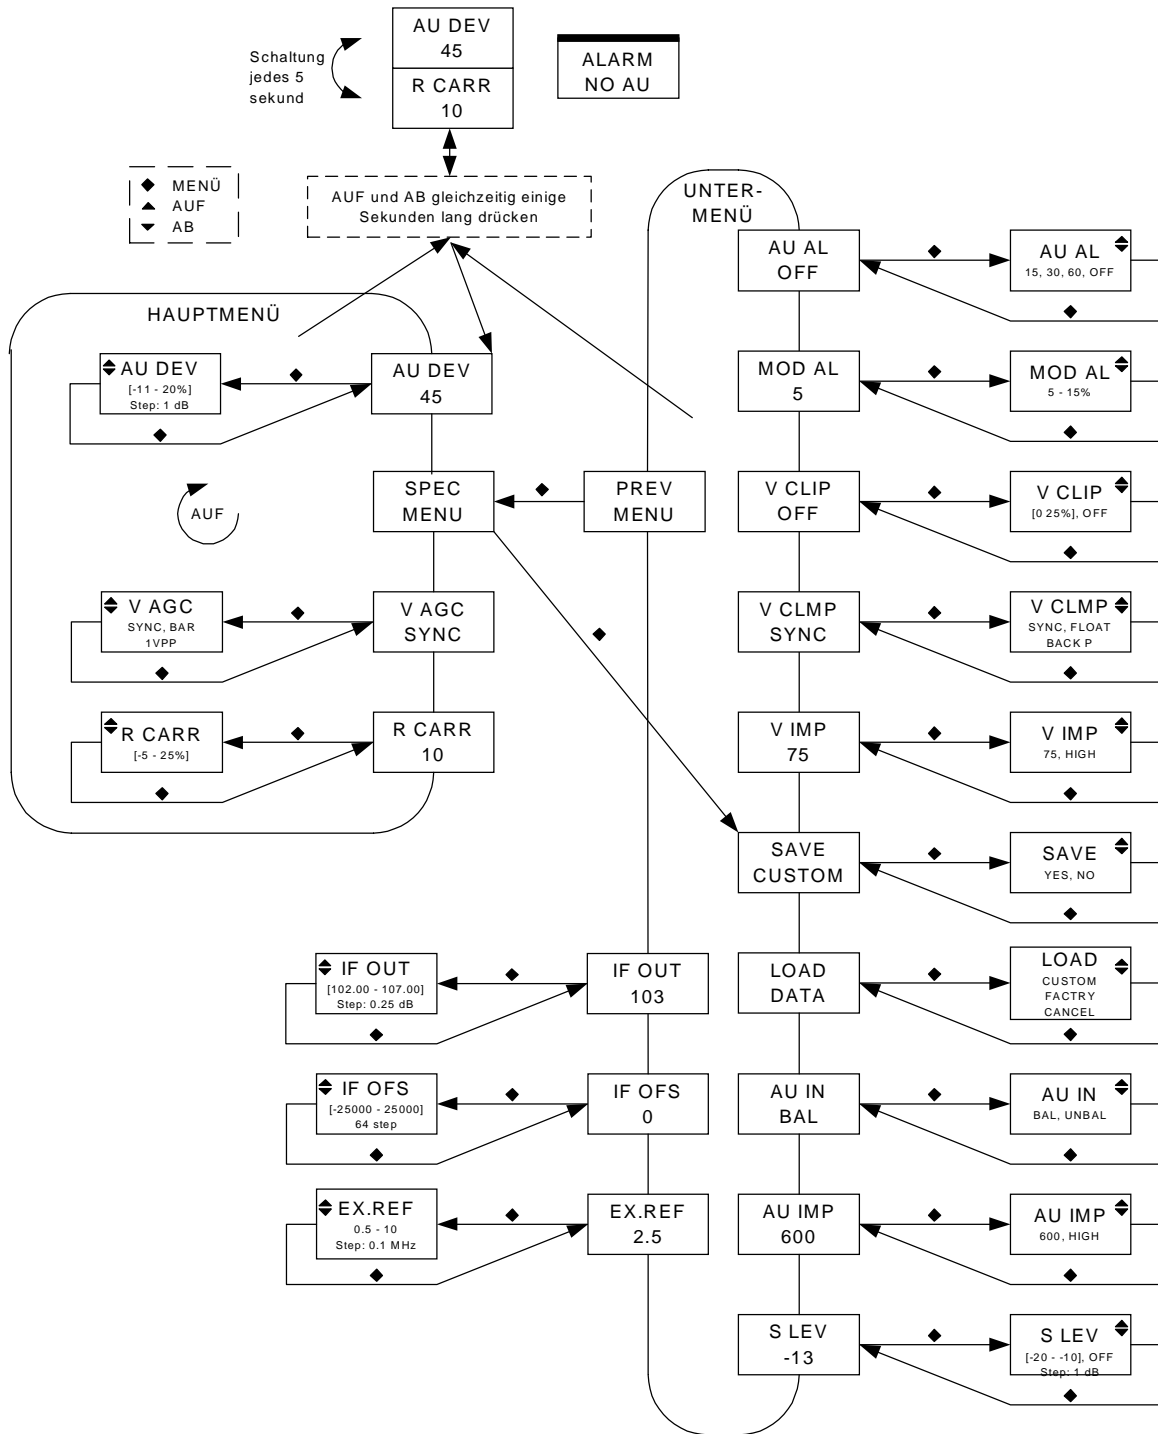 AU DEV
45
R CARR
10
Schaltung
jedes 5
sekund
ALARM
NO AU
MENÜ
AUF
AB
AUF und AB gleichzeitig einige
Sekunden lang drücken
HAUPTMENÜ
AU DEV
[-11 - 20%]
Step: 1 dB
AU DEV
45
SPEC
MENU
PREV
MENU
AUF
V AGC
SYNC, BAR
1VPP
V AGC
SYNC
R CARR
[-5 - 25%]
R CARR
10
UNTER-
MENÜ
AU AL
OFF
AU AL
15, 30, 60, OFF
MOD AL
5
MOD AL
5 - 15%
V CLIP
OFF
V CLIP
[0 25%], OFF
V CLMP
SYNC
V CLMP
SYNC, FLOAT
BACK P
V IMP
75
V IMP
75, HIGH
SAVE
CUSTOM
SAVE
YES, NO
IF OUT
[102.00 - 107.00]
Step: 0.25 dB
IF OUT
103
LOAD
DATA
LOAD
CUSTOM
FACTRY
CANCEL
IF OFS
[-25000 - 25000]
64 step
IF OFS
0
AU IN
BAL
AU IN
BAL, UNBAL
EX.REF
0.5 - 10
Step: 0.1 MHz
EX.REF
2.5
AU IMP
600
AU IMP
600, HIGH
S LEV
-13
S LEV
[-20 - -10], OFF
Step: 1 dB